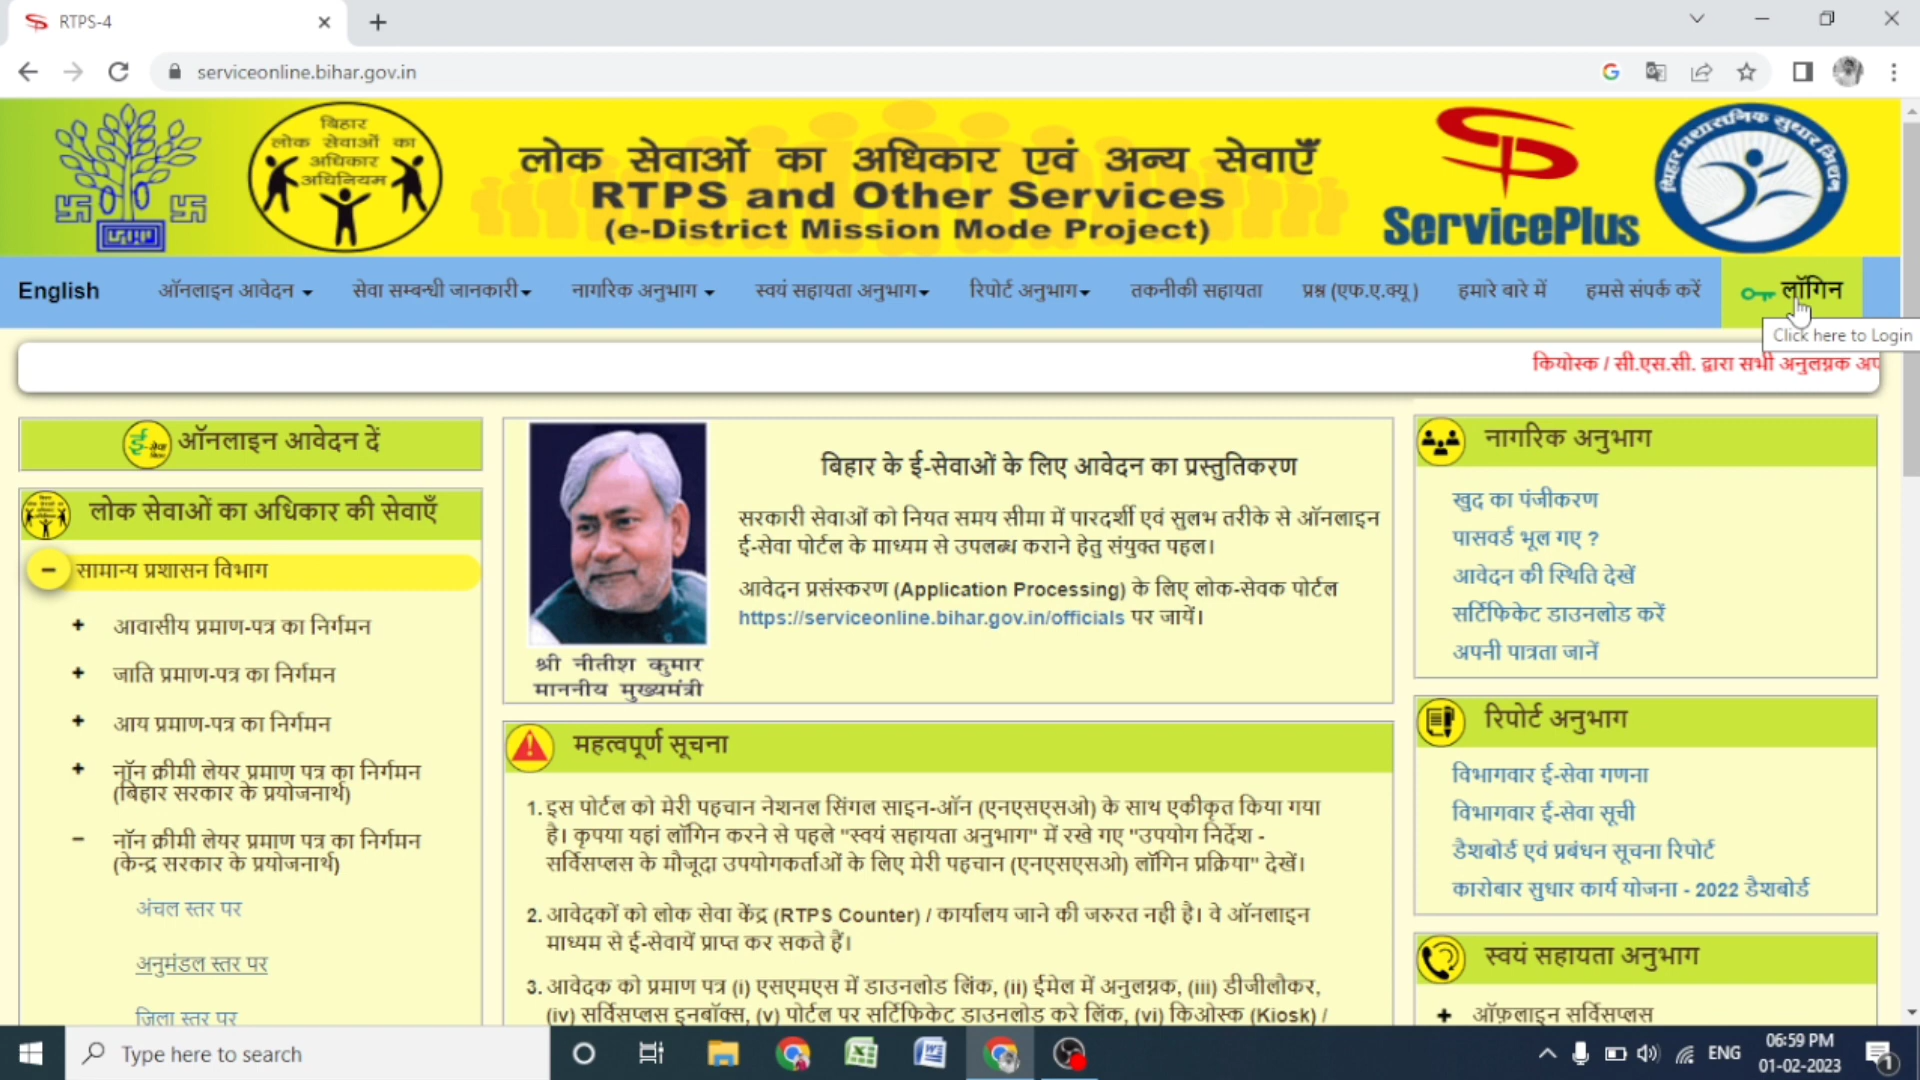 RTPS-4
serviceonline.bihar.gov.in
बिहार
लोक सेवाओं का
अधिकार
अधिनियम
लोक सेवाओं का अधिकार एवं अन्य सेवाएँ
RTPS and Other Services
(e-District Mission Mode Project)
ServicePlus
बिहार प्रशासनिक सुधार मिशन
English
ऑनलाइन आवेदन
सेवा सम्बन्धी जानकारी
नागरिक अनुभाग
स्वयं सहायता अनुभाग
रिपोर्ट अनुभाग
तकनीकी सहायता
प्रश्न (एफ.ए.क्यू )
हमारे बारे में
हमसे संपर्क करें
लॉगिन
Click here to Login
कियोस्क / सी.एस.सी. द्वारा सभी अनुलग्नक अप
ऑनलाइन आवेदन दें
लोक सेवाओं का अधिकार की सेवाएँ
सामान्य प्रशासन विभाग
आवासीय प्रमाण-पत्र का निर्गमन
जाति प्रमाण-पत्र का निर्गमन
आय प्रमाण-पत्र का निर्गमन
नॉन क्रीमी लेयर प्रमाण पत्र का निर्गमन
(बिहार सरकार के प्रयोजनार्थ)
नॉन क्रीमी लेयर प्रमाण पत्र का निर्गमन
(केन्द्र सरकार के प्रयोजनार्थ)
अंचल स्तर पर
अनुमंडल स्तर पर
जिला स्तर पर
श्री नीतीश कुमार
माननीय मुख्यमंत्री
बिहार के ई-सेवाओं के लिए आवेदन का प्रस्तुतिकरण
सरकारी सेवाओं को नियत समय सीमा में पारदर्शी एवं सुलभ तरीके से ऑनलाइन
ई-सेवा पोर्टल के माध्यम से उपलब्ध कराने हेतु संयुक्त पहल।
आवेदन प्रसंस्करण (Application Processing) के लिए लोक-सेवक पोर्टल
https://serviceonline.bihar.gov.in/officials पर जायें।
महत्वपूर्ण सूचना
1. इस पोर्टल को मेरी पहचान नेशनल सिंगल साइन-ऑन (एनएसएसओ) के साथ एकीकृत किया गया
है। कृपया यहां लॉगिन करने से पहले "स्वयं सहायता अनुभाग" में रखे गए "उपयोग निर्देश -
सर्विसप्लस के मौजूदा उपयोगकर्ताओं के लिए मेरी पहचान (एनएसएसओ) लॉगिन प्रक्रिया" देखें।
2. आवेदकों को लोक सेवा केंद्र (RTPS Counter) / कार्यालय जाने की जरुरत नही है। वे ऑनलाइन
माध्यम से ई-सेवायें प्राप्त कर सकते हैं।
3. आवेदक को प्रमाण पत्र (i) एसएमएस में डाउनलोड लिंक, (ii) ईमेल में अनुलग्नक, (iii) डीजीलौकर,
(iv) सर्विसप्लस इनबॉक्स, (v) पोर्टल पर सर्टिफिकेट डाउनलोड करे लिंक, (vi) किओस्क (Kiosk) /
नागरिक अनुभाग
खुद का पंजीकरण
पासवर्ड भूल गए ?
आवेदन की स्थिति देखें
सर्टिफिकेट डाउनलोड करें
अपनी पात्रता जानें
रिपोर्ट अनुभाग
विभागवार ई-सेवा गणना
विभागवार ई-सेवा सूची
डैशबोर्ड एवं प्रबंधन सूचना रिपोर्ट
कारोबार सुधार कार्य योजना - 2022 डैशबोर्ड
स्वयं सहायता अनुभाग
ऑफ़लाइन सर्विसप्लस
Type here to search
ENG
06:59 PM
01-02-2023
1